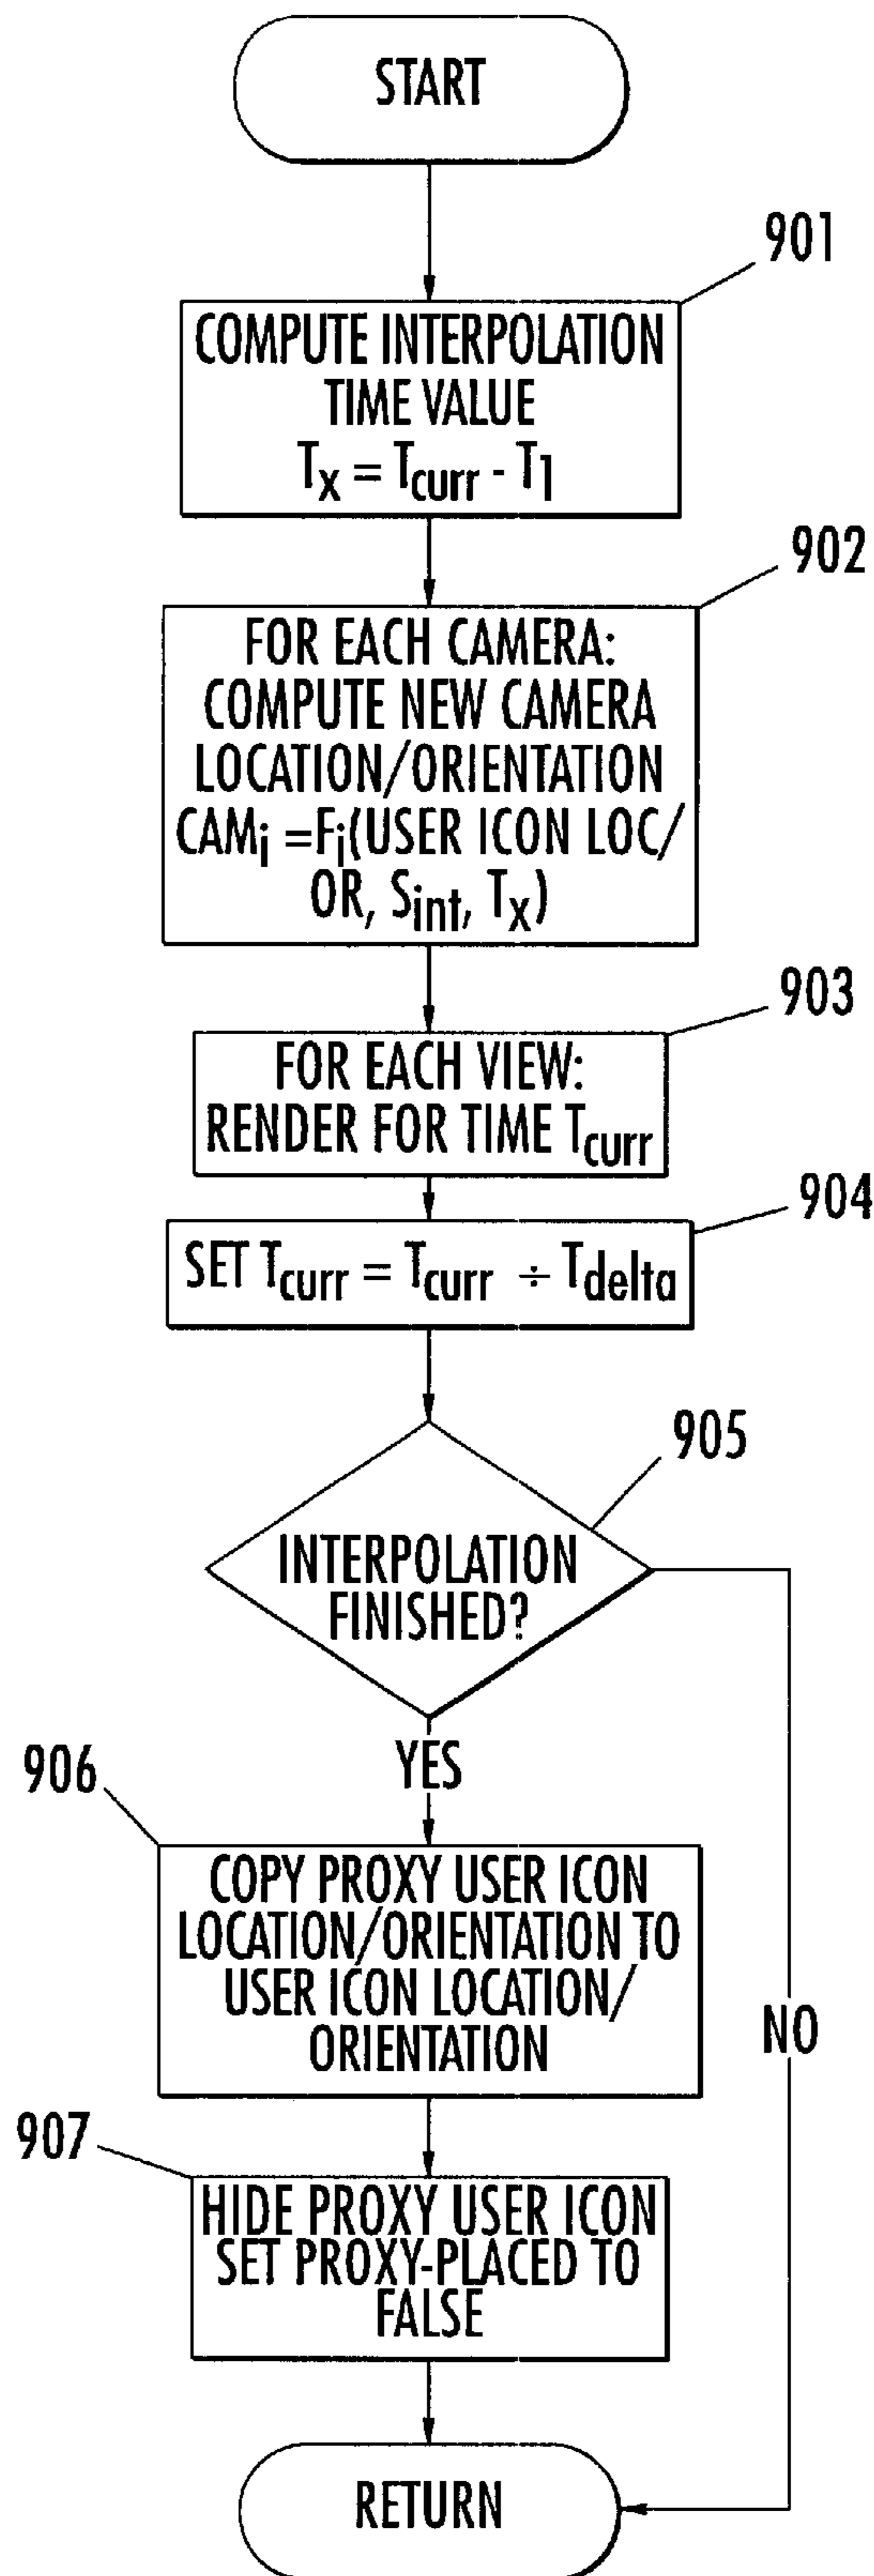 START
901
COMPUTE INTERPOLATION
TIME VALUE
Tx = Tcurr - T1
902
FOR EACH CAMERA:
COMPUTE NEW CAMERA
LOCATION/ORIENTATION
CAMi =Fi(USER ICON LOC/
OR, Sint, Tx)
903
FOR EACH VIEW:
RENDER FOR TIME Tcurr
904
SET Tcurr = Tcurr ÷ Tdelta
905
INTERPOLATION
FINISHED?
YES
906
COPY PROXY USER ICON
LOCATION/ORIENTATION TO
USER ICON LOCATION/
ORIENTATION
NO
907
HIDE PROXY USER ICON
SET PROXY-PLACED TO
FALSE
RETURN